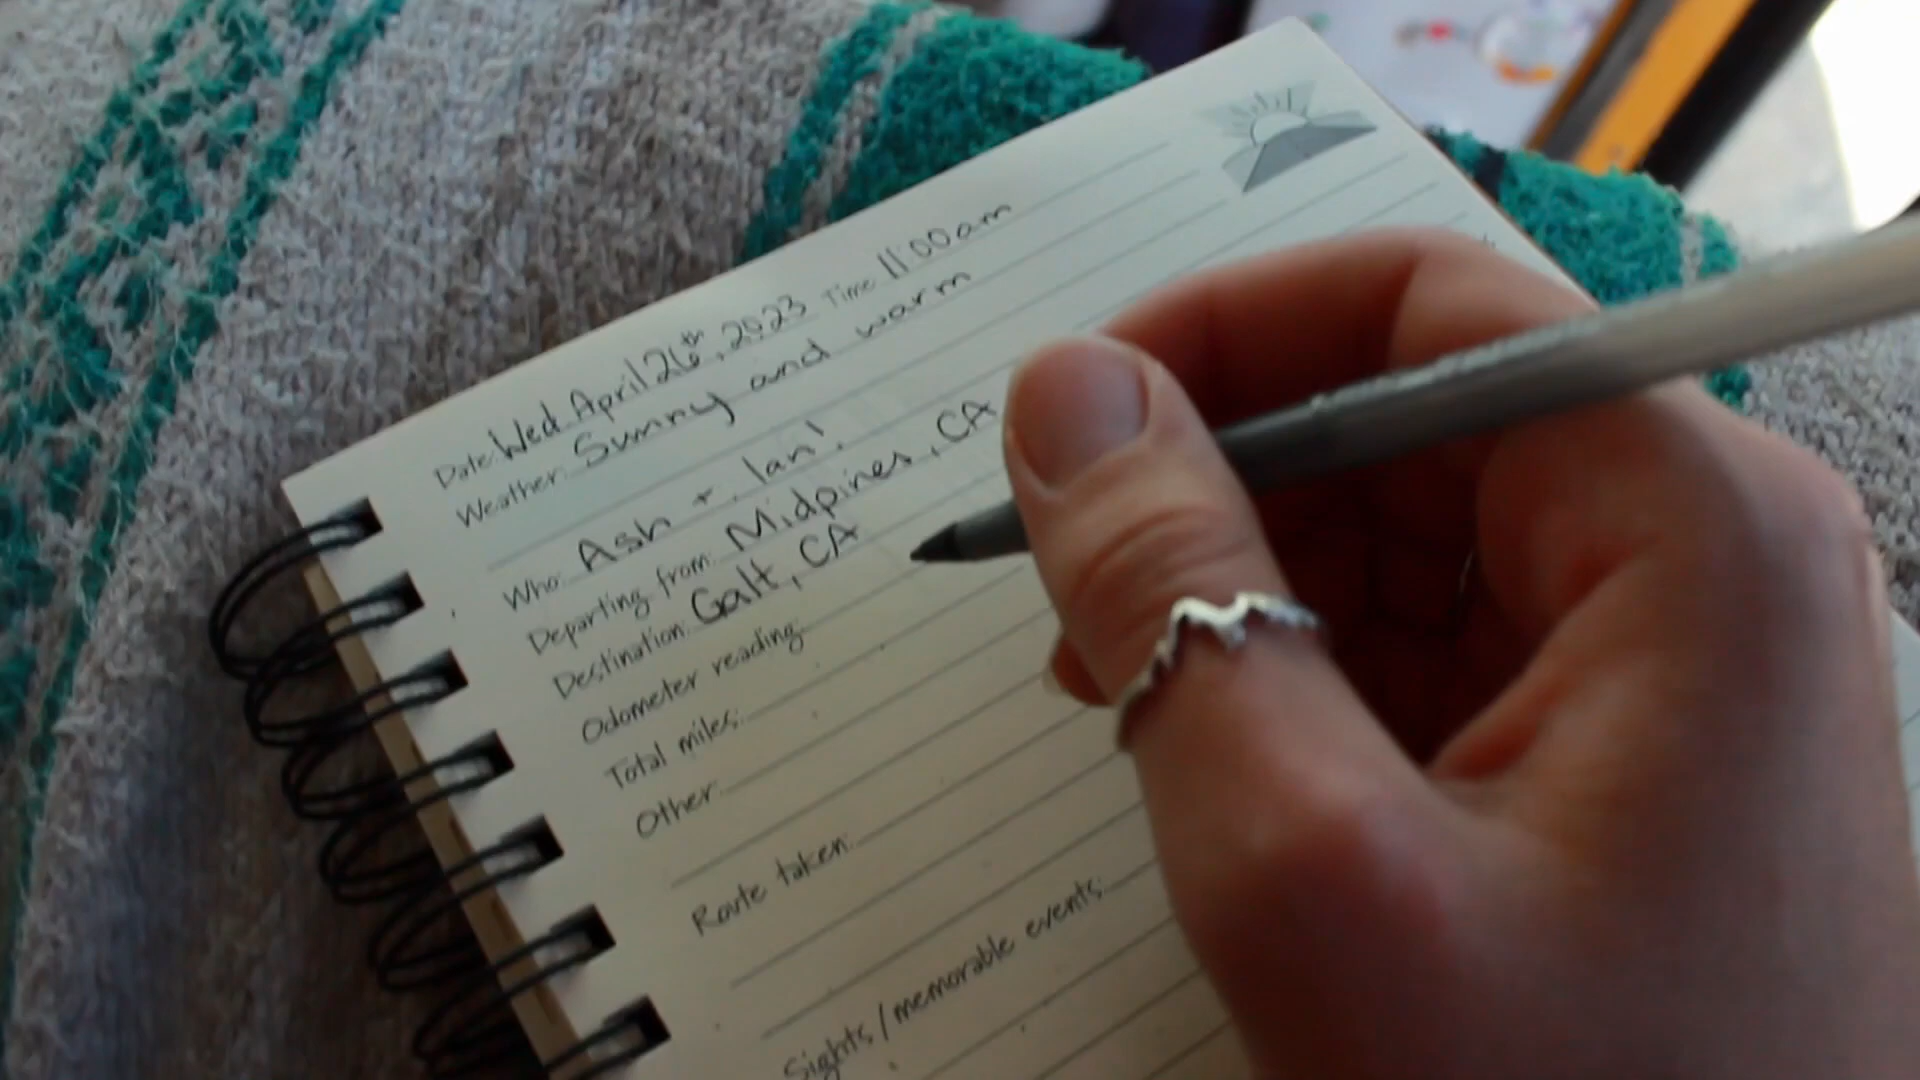 Date: Wed April 26th, 2023 Time 11:00am
Weather: Sunny and warm
Who: Ash + Ian!
Departing from: Midpines, CA
Destination: Galt, CA
Odometer reading:
Total miles:
Other:
Route taken:
Sights/memorable events: